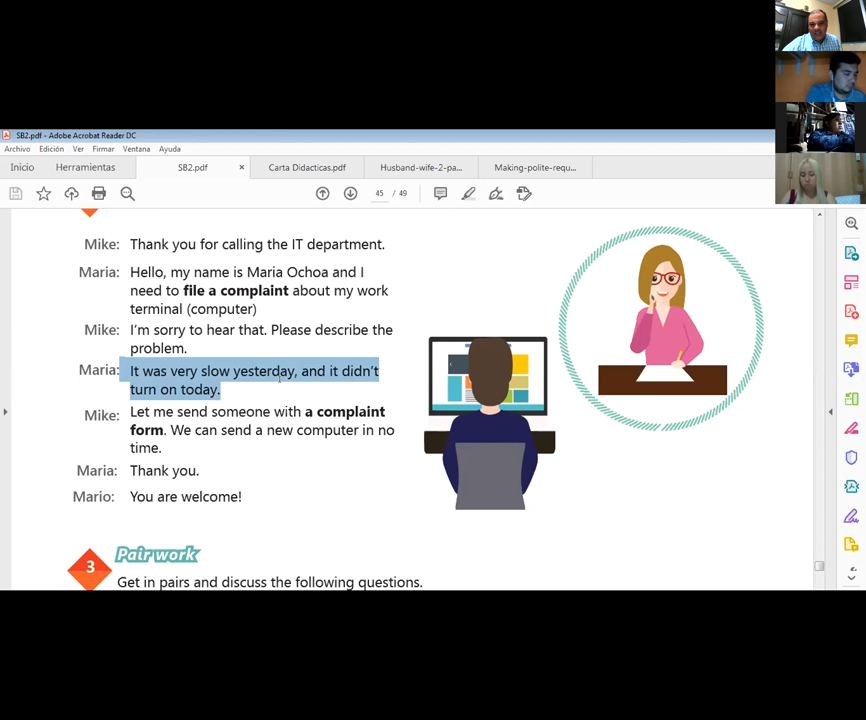 SB2.pdf - Adobe Acrobat Reader DC
Archivo Edición Ver Firmar Ventana Ayuda
Inicio Herramientas SB2.pdf × Carta Didacticas.pdf Husband-wife-2-pa... Making-polite-requ...
45 / 49
Mike: Thank you for calling the IT department.
Maria: Hello, my name is Maria Ochoa and I
need to file a complaint about my work
terminal (computer)
Mike: I'm sorry to hear that. Please describe the
problem.
Maria: It was very slow yesterday, and it didn't
turn on today.
Mike: Let me send someone with a complaint
form. We can send a new computer in no
time.
Maria: Thank you.
Mario: You are welcome!
3 Pair work
Get in pairs and discuss the following questions.